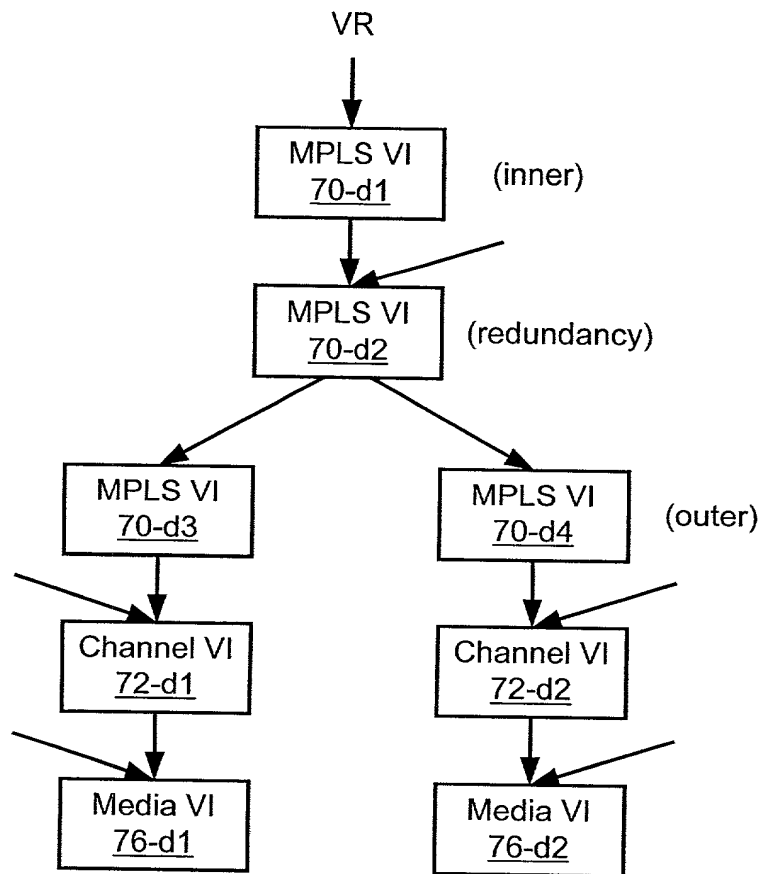 VR
MPLS VI
70-d1
(inner)
MPLS VI
70-d2
(redundancy)
MPLS VI
70-d3
MPLS VI
70-d4
(outer)
Channel VI
72-d1
Channel VI
72-d2
Media VI
76-d1
Media VI
76-d2